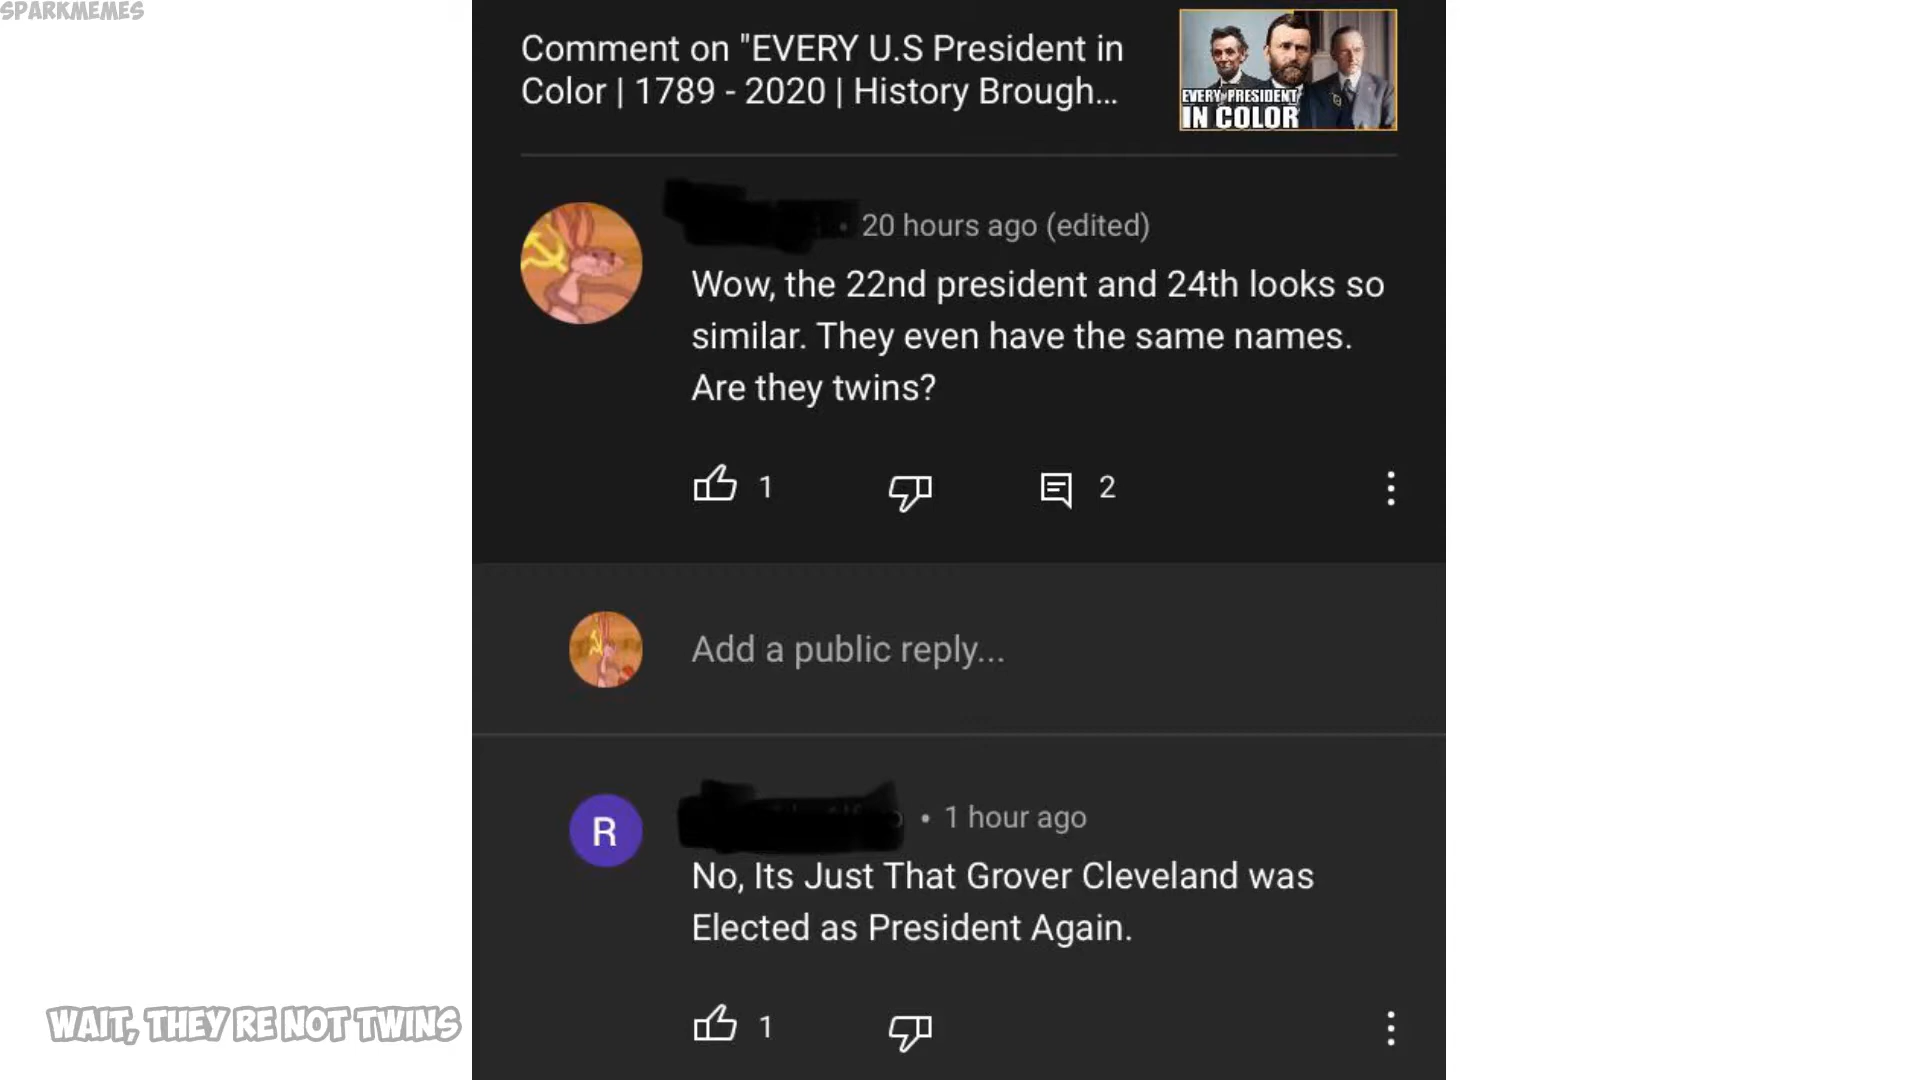 SPARKMEMES
Comment on "EVERY U.S President in
Color | 1789 - 2020 | History Brough...
EVERY PRESIDENT
IN COLOR
20 hours ago (edited)
Wow, the 22nd president and 24th looks so
similar. They even have the same names.
Are they twins?
1
2
Add a public reply...
R
• 1 hour ago
No, Its Just That Grover Cleveland was
Elected as President Again.
1
WAIT, THEY'RE NOT TWINS